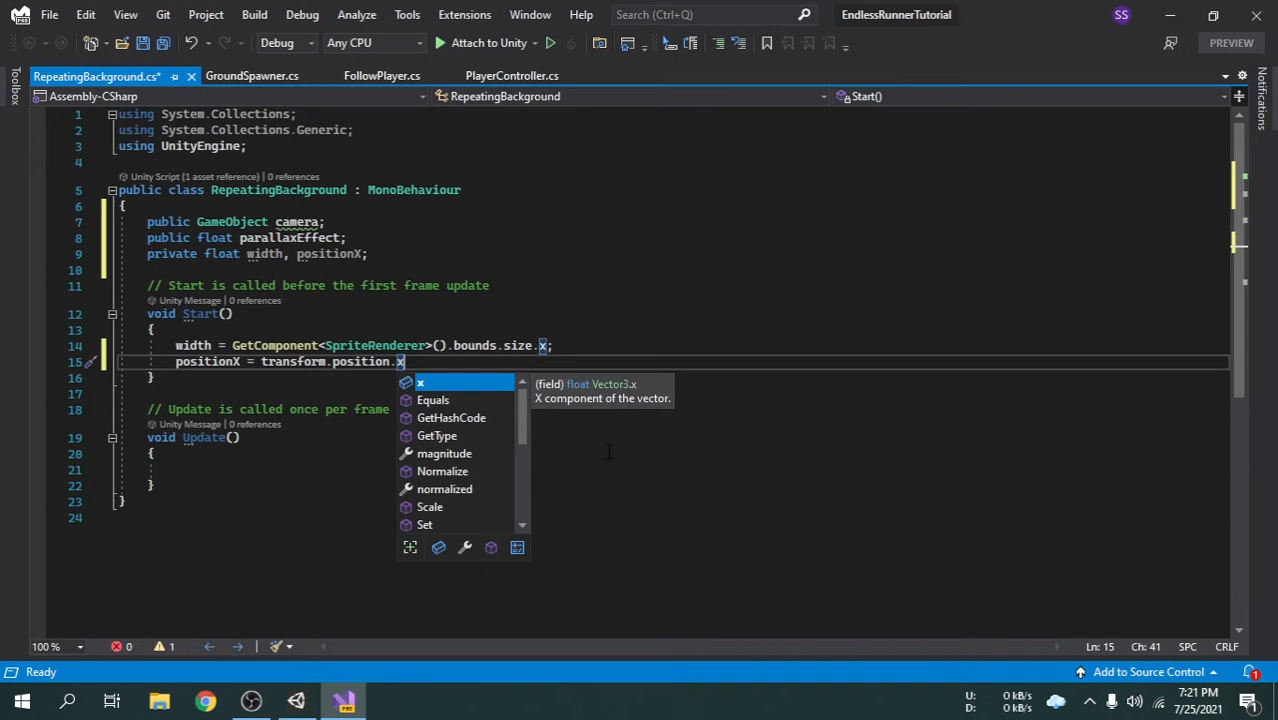 File Edit View Git Project Build Debug Analyze Tools Extensions Window Help Search (Ctrl+Q) EndlessRunnerTutorial SS
PRE
Debug Any CPU Attach to Unity PREVIEW
Toolbox
RepeatingBackground.cs* GroundSpawner.cs FollowPlayer.cs PlayerController.cs
Notifications
Assembly-CSharp RepeatingBackground Start()
1 using System.Collections;
2 using System.Collections.Generic;
3 using UnityEngine;
4
Unity Script (1 asset reference) | 0 references
5 public class RepeatingBackground : MonoBehaviour
6 {
7 public GameObject camera;
8 public float parallaxEffect;
9 private float width, positionX;
10
11 // Start is called before the first frame update
Unity Message | 0 references
12 void Start()
13 {
14 width = GetComponent<SpriteRenderer>().bounds.size.x;
15 positionX = transform.position.x
16 }
17
18 // Update is called once per frame
Unity Message | 0 references
19 void Update()
20 {
21
22 }
23 }
24
x
Equals
GetHashCode
GetType
magnitude
Normalize
normalized
Scale
Set
(field) float Vector3.x
X component of the vector.
100 % 0 1 Ln: 15 Ch: 41 SPC CRLF
Ready Add to Source Control 1
PRE
U: 0 kB/s
D: 0 kB/s
7:21 PM
7/25/2021
1